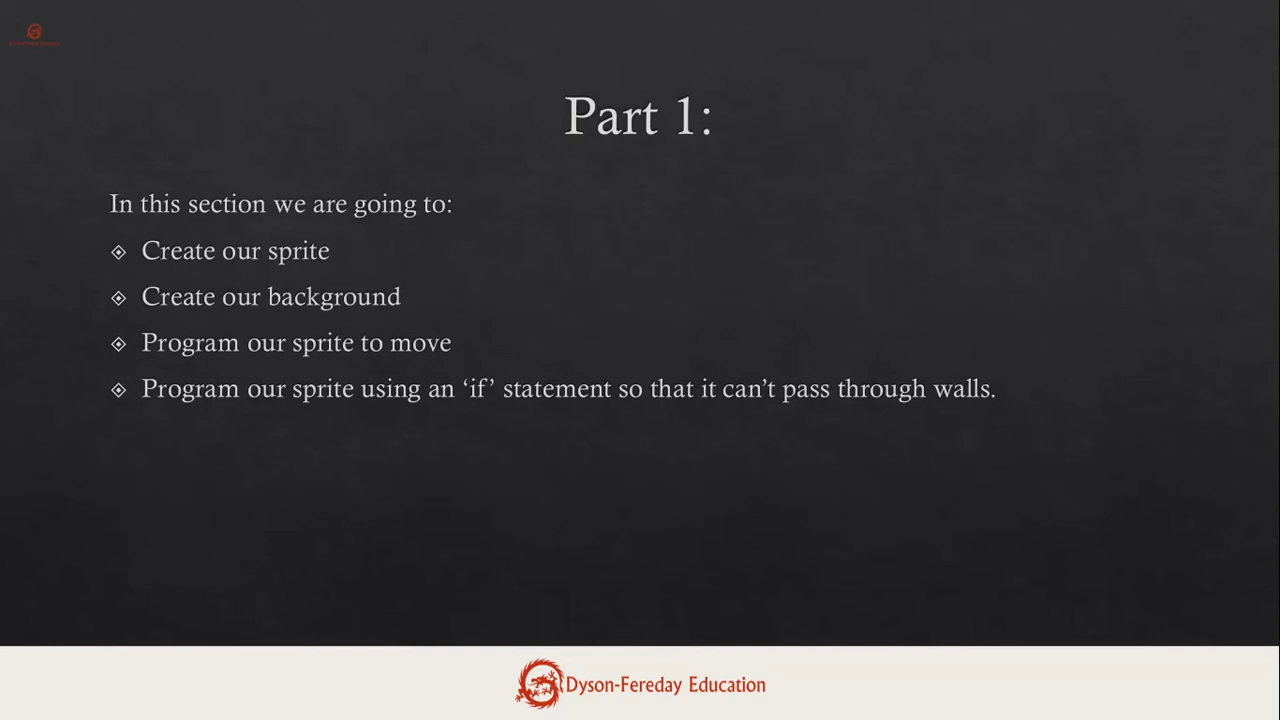 Part 1:
In this section we are going to:
Create our sprite
Create our background
Program our sprite to move
Program our sprite using an ‘if’ statement so that it can’t pass through walls.
Dyson-Fereday Education